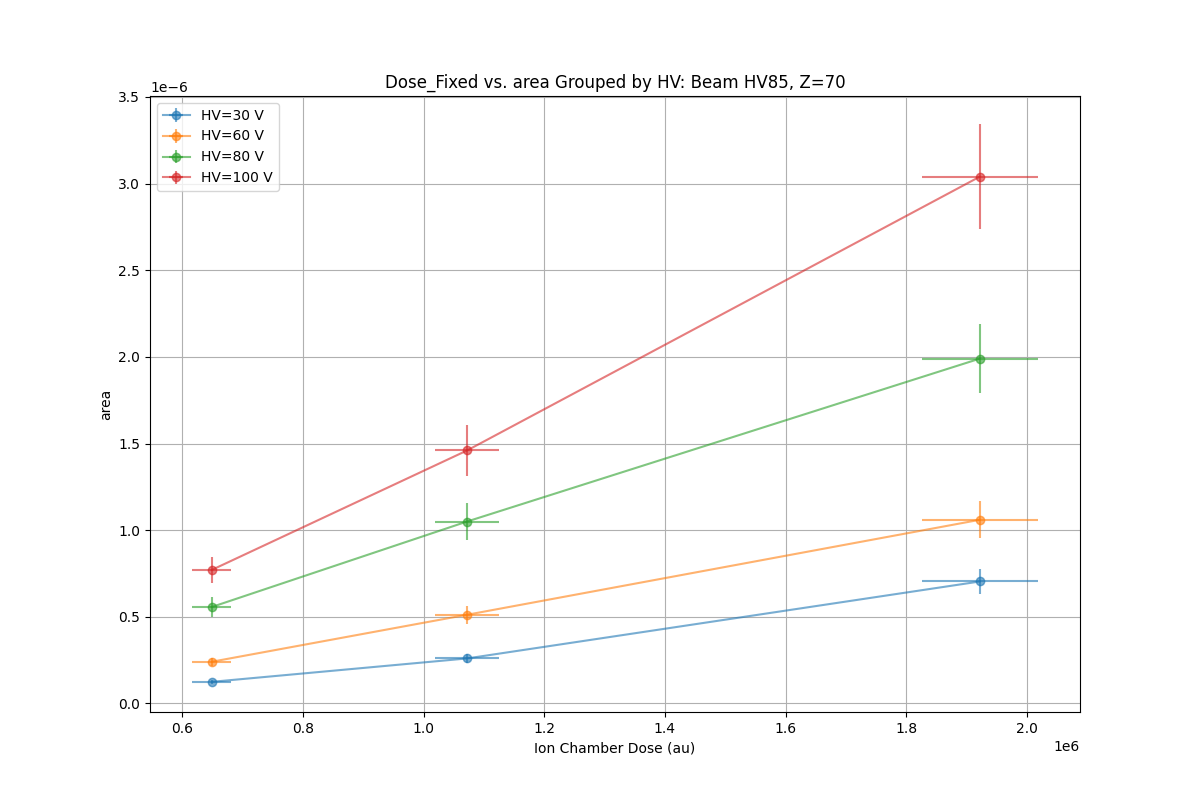 Dose_Fixed vs. area Grouped by HV: Beam HV85, Z=70
1e−6
3.5
3.0
2.5
2.0
1.5
1.0
0.5
0.0
area
HV=30 V
HV=60 V
HV=80 V
HV=100 V
0.6 0.8 1.0 1.2 1.4 1.6 1.8 2.0
Ion Chamber Dose (au)
1e6